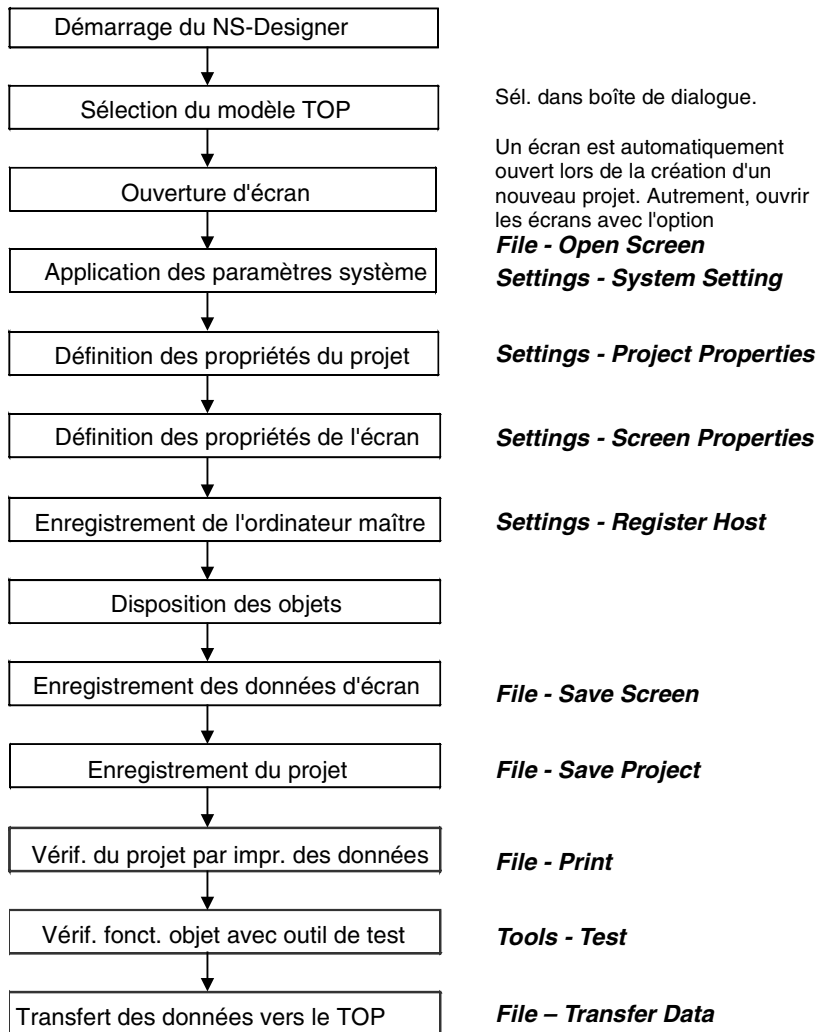 Démarrage du NS-Designer
Sélection du modèle TOP
Sél. dans boîte de dialogue.
Ouverture d'écran
Un écran est automatiquement
ouvert lors de la création d'un
nouveau projet. Autrement, ouvrir
les écrans avec l'option
File - Open Screen
Application des paramètres système
Settings - System Setting
Définition des propriétés du projet
Settings - Project Properties
Définition des propriétés de l'écran
Settings - Screen Properties
Enregistrement de l'ordinateur maître
Settings - Register Host
Disposition des objets
Enregistrement des données d'écran
File - Save Screen
Enregistrement du projet
File - Save Project
Vérif. du projet par impr. des données
File - Print
Vérif. fonct. objet avec outil de test
Tools - Test
Transfert des données vers le TOP
File – Transfer Data